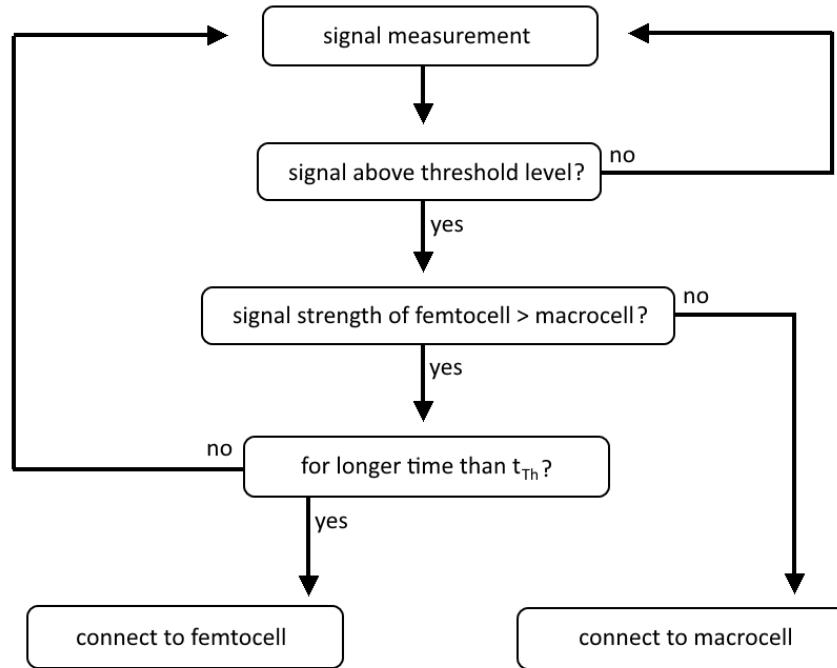 signal measurement
signal above threshold level?
no
yes
signal strength of femtocell > macrocell?
no
yes
no
for longer time than tTh?
yes
connect to femtocell
connect to macrocell